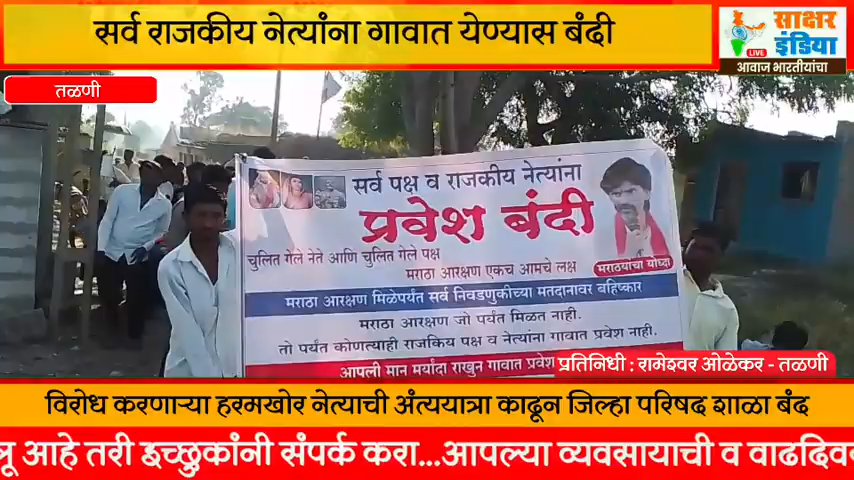 सर्व राजकीय नेत्यांना गावात येण्यास बंदी
साक्षर
LIVE
इंडिया
आवाज भारतीयांचा
तळणी
सर्व पक्ष व राजकीय नेत्यांना
प्रवेश बंदी
चुलित गेले नेते आणि चुलित गेले पक्ष
मराठा आरक्षण एकच आमचे लक्ष
मराठयांचा योध्दा
मराठा आरक्षण मिळेपर्यंत सर्व निवडणुकीच्या मतदानावर बहिष्कार
मराठा आरक्षण जो पर्यंत मिळत नाही.
तो पर्यंत कोणत्याही राजकिय पक्ष व नेत्यांना गावात प्रवेश नाही.
आपली मान मर्यादा राखुन गावात प्रवेश
प्रतिनिधी : रामेश्वर ओळेकर - तळणी
विरोध करणाऱ्या हरमखोर नेत्याची अंत्ययात्रा काढून जिल्हा परिषद शाळा बंद
लू आहे तरी इच्छुकांनी संपर्क करा...आपल्या व्यवसायाची व वाढदिव